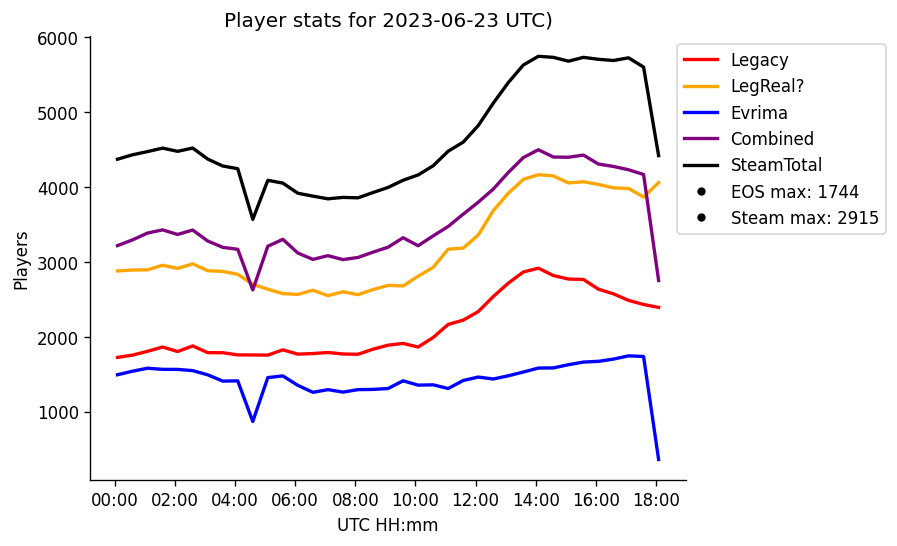 Player stats for 2023-06-23 UTC)
6000
5000
4000
3000
2000
1000
Players
00:00 02:00 04:00 06:00 08:00 10:00 12:00 14:00 16:00 18:00
UTC HH:mm
Legacy
LegReal?
Evrima
Combined
SteamTotal
EOS max: 1744
Steam max: 2915